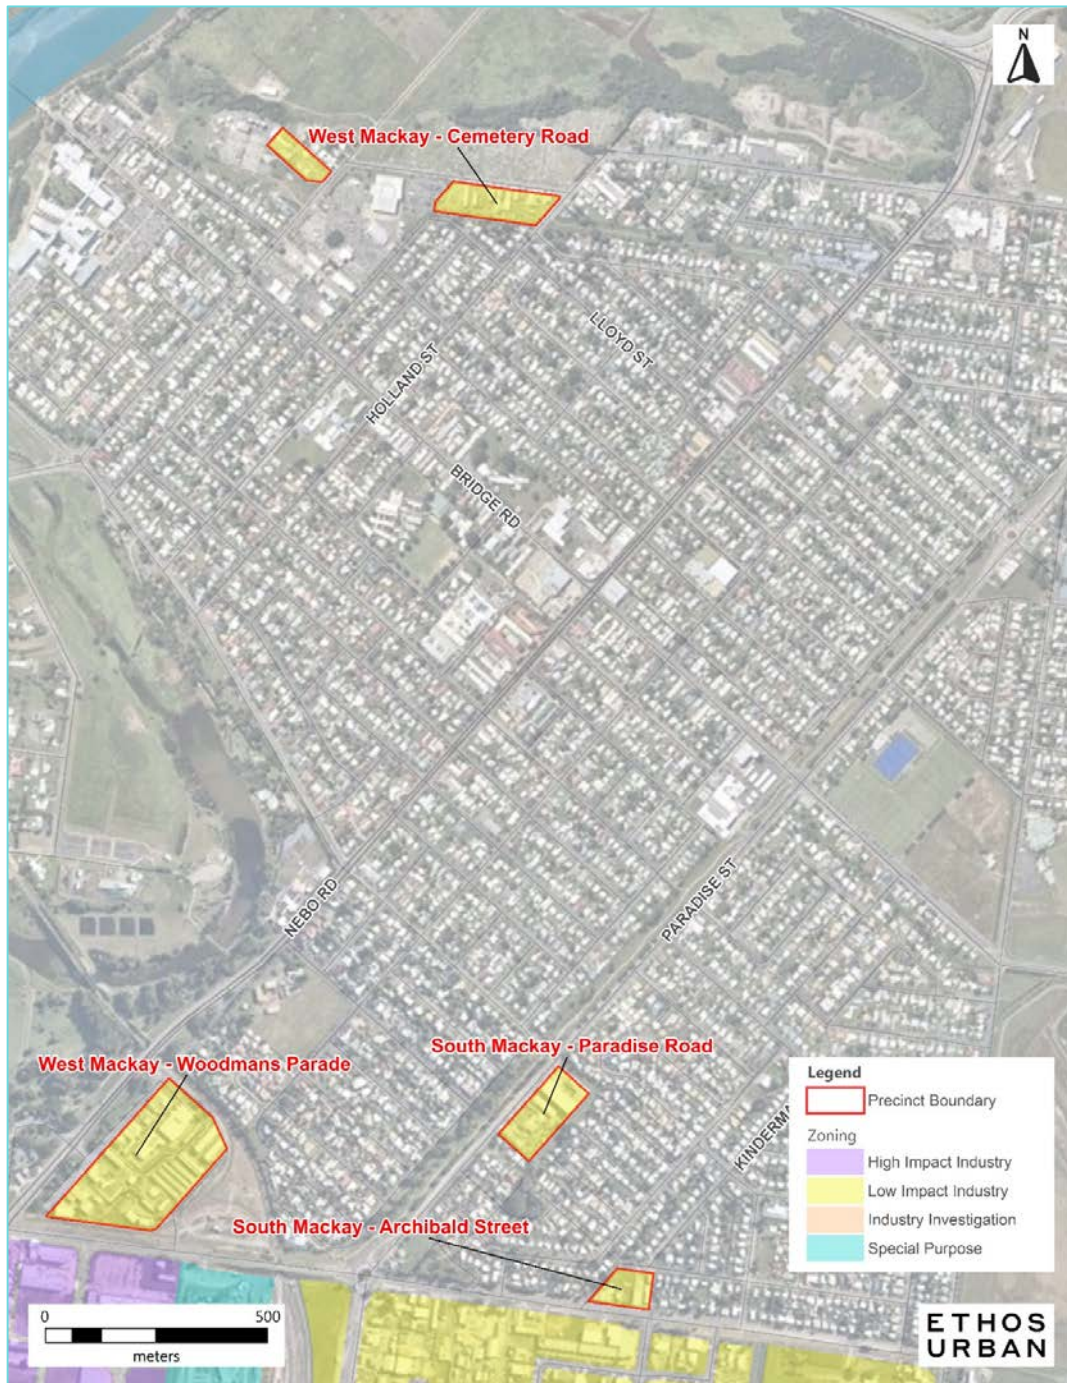 N
West Mackay - Cemetery Road
LLOYD ST
HOLLAND ST
BRIDGE RD
NEBO RD
PARADISE ST
South Mackay - Paradise Road
West Mackay - Woodmans Parade
KINDERMA
South Mackay - Archibald Street
Legend
Precinct Boundary
Zoning
High Impact Industry
Low Impact Industry
Industry Investigation
Special Purpose
0 500
meters
ETHOS
URBAN